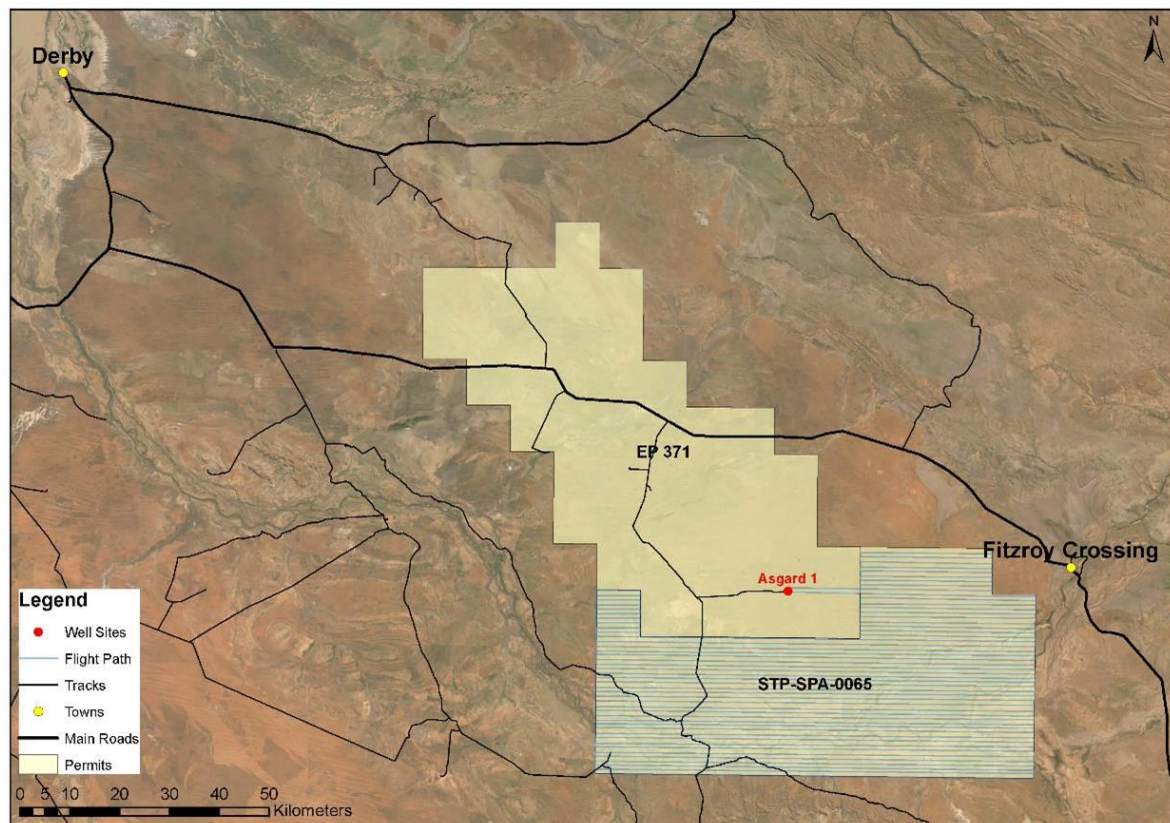 N
Derby
EP 371
Fitzroy Crossing
Asgard 1
STP-SPA-0065
Legend
Well Sites
Flight Path
Tracks
Towns
Main Roads
Permits
0 5 10 20 30 40 50
Kilometers